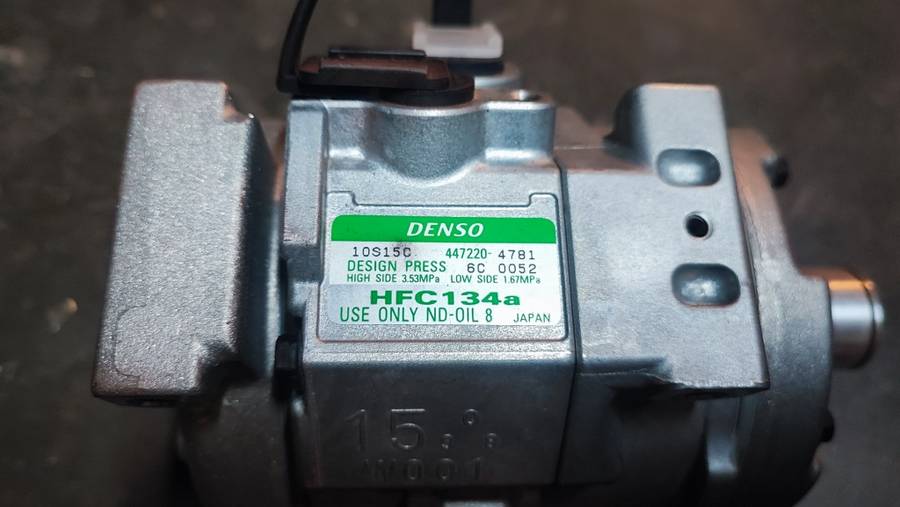 DENSO
10S15C 447220-4781
DESIGN PRESS 6C 0052
HIGH SIDE 3.53MPa LOW SIDE 1.67MPa
HFC134a
USE ONLY ND-OIL 8 JAPAN
15
001